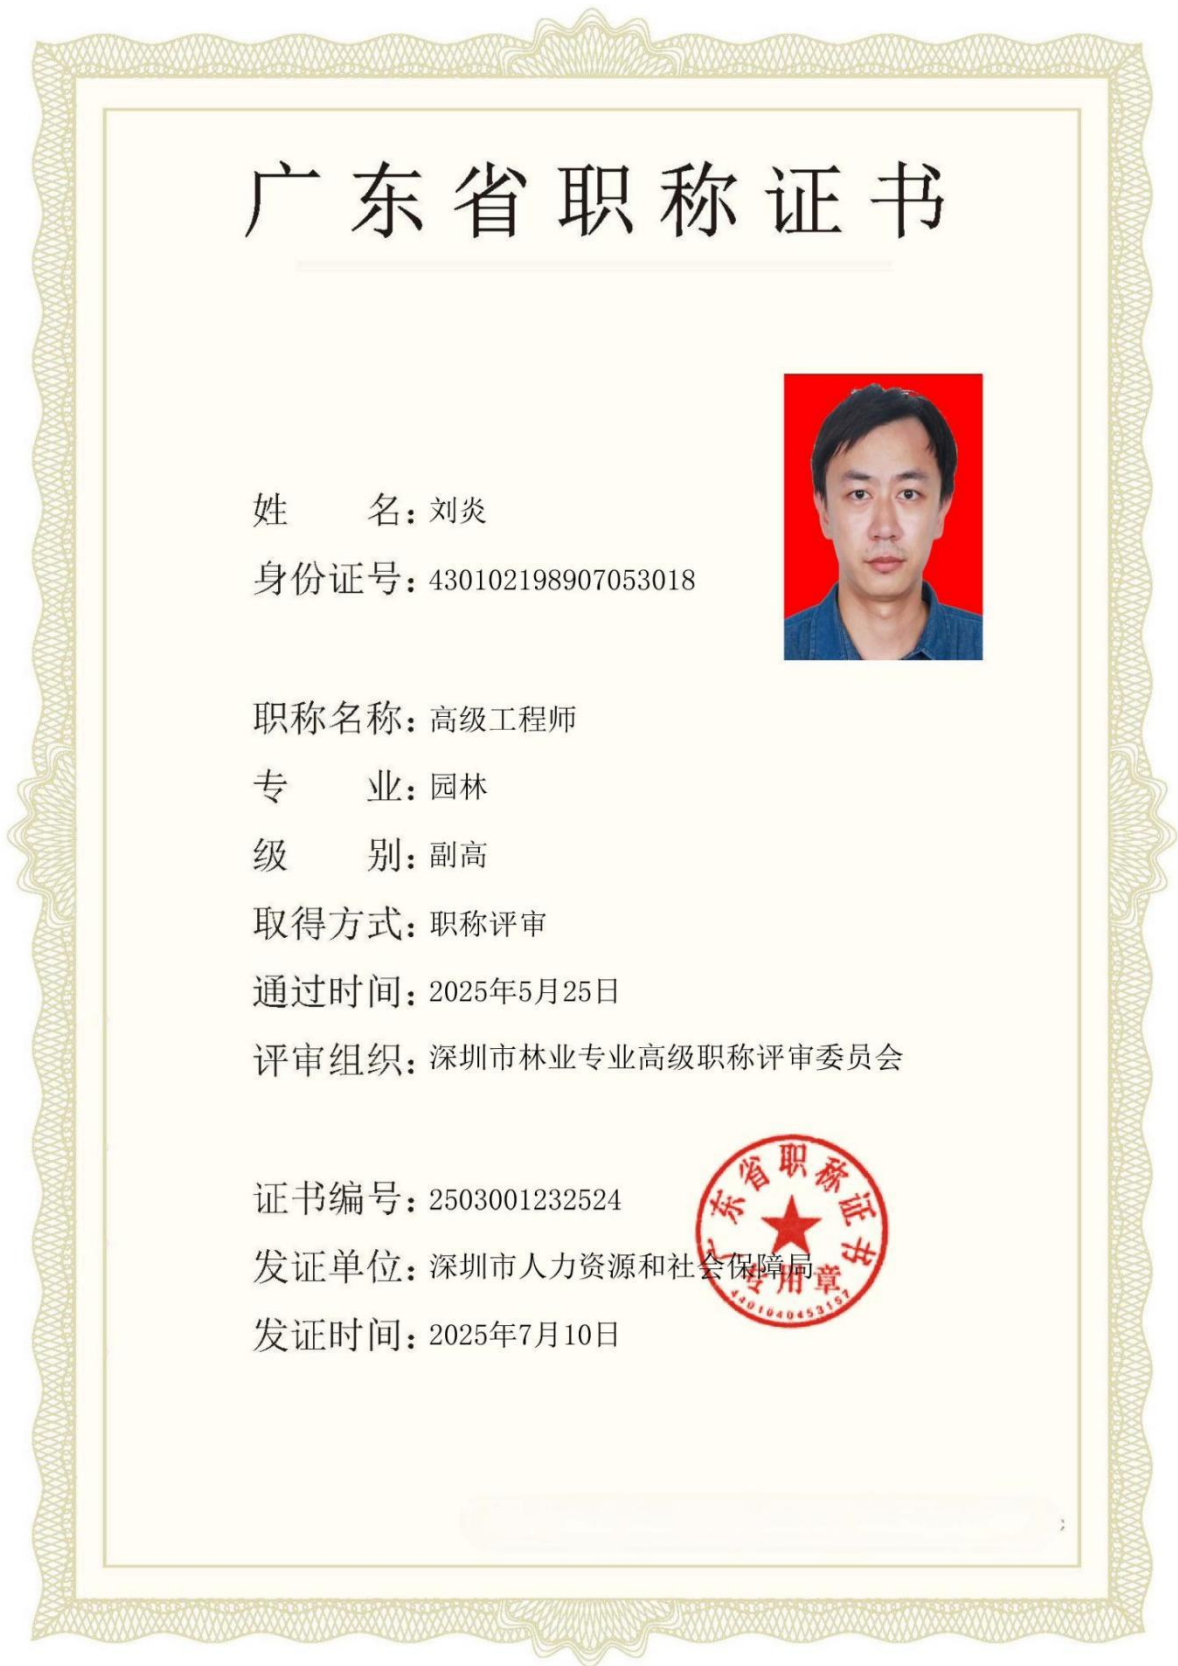 广东省职称证书
姓名：刘炎
身份证号：430102198907053018
职称名称：高级工程师
专业：园林
级别：副高
取得方式：职称评审
通过时间：2025年5月25日
评审组织：深圳市林业专业高级职称评审委员会
证书编号：2503001232524
发证单位：深圳市人力资源和社会保障局
发证时间：2025年7月10日
广东省职称证书
专用章
4401040453157